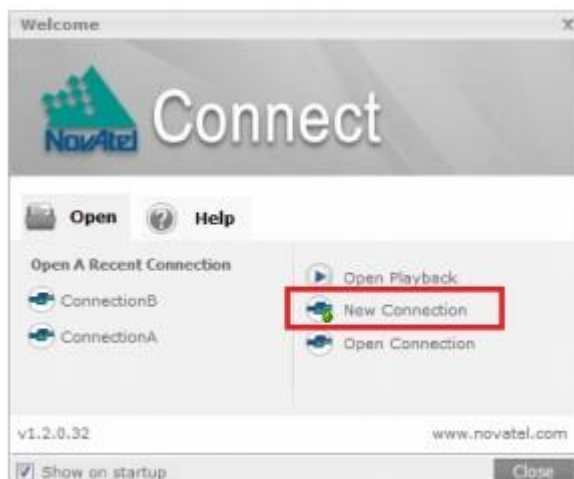 Welcome
x
NovAtel
Connect
Open
Help
Open A Recent Connection
ConnectionB
ConnectionA
Open Playback
New Connection
Open Connection
v1.2.0.32
www.novatel.com
Show on startup
Close